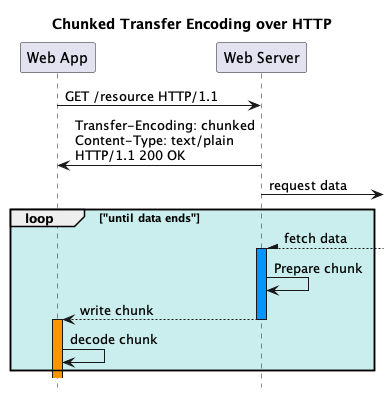 Chunked Transfer Encoding over HTTP
Web App
Web Server
GET /resource HTTP/1.1
Transfer-Encoding: chunked
Content-Type: text/plain
HTTP/1.1 200 OK
request data
loop
["until data ends"]
fetch data
Prepare chunk
write chunk
decode chunk